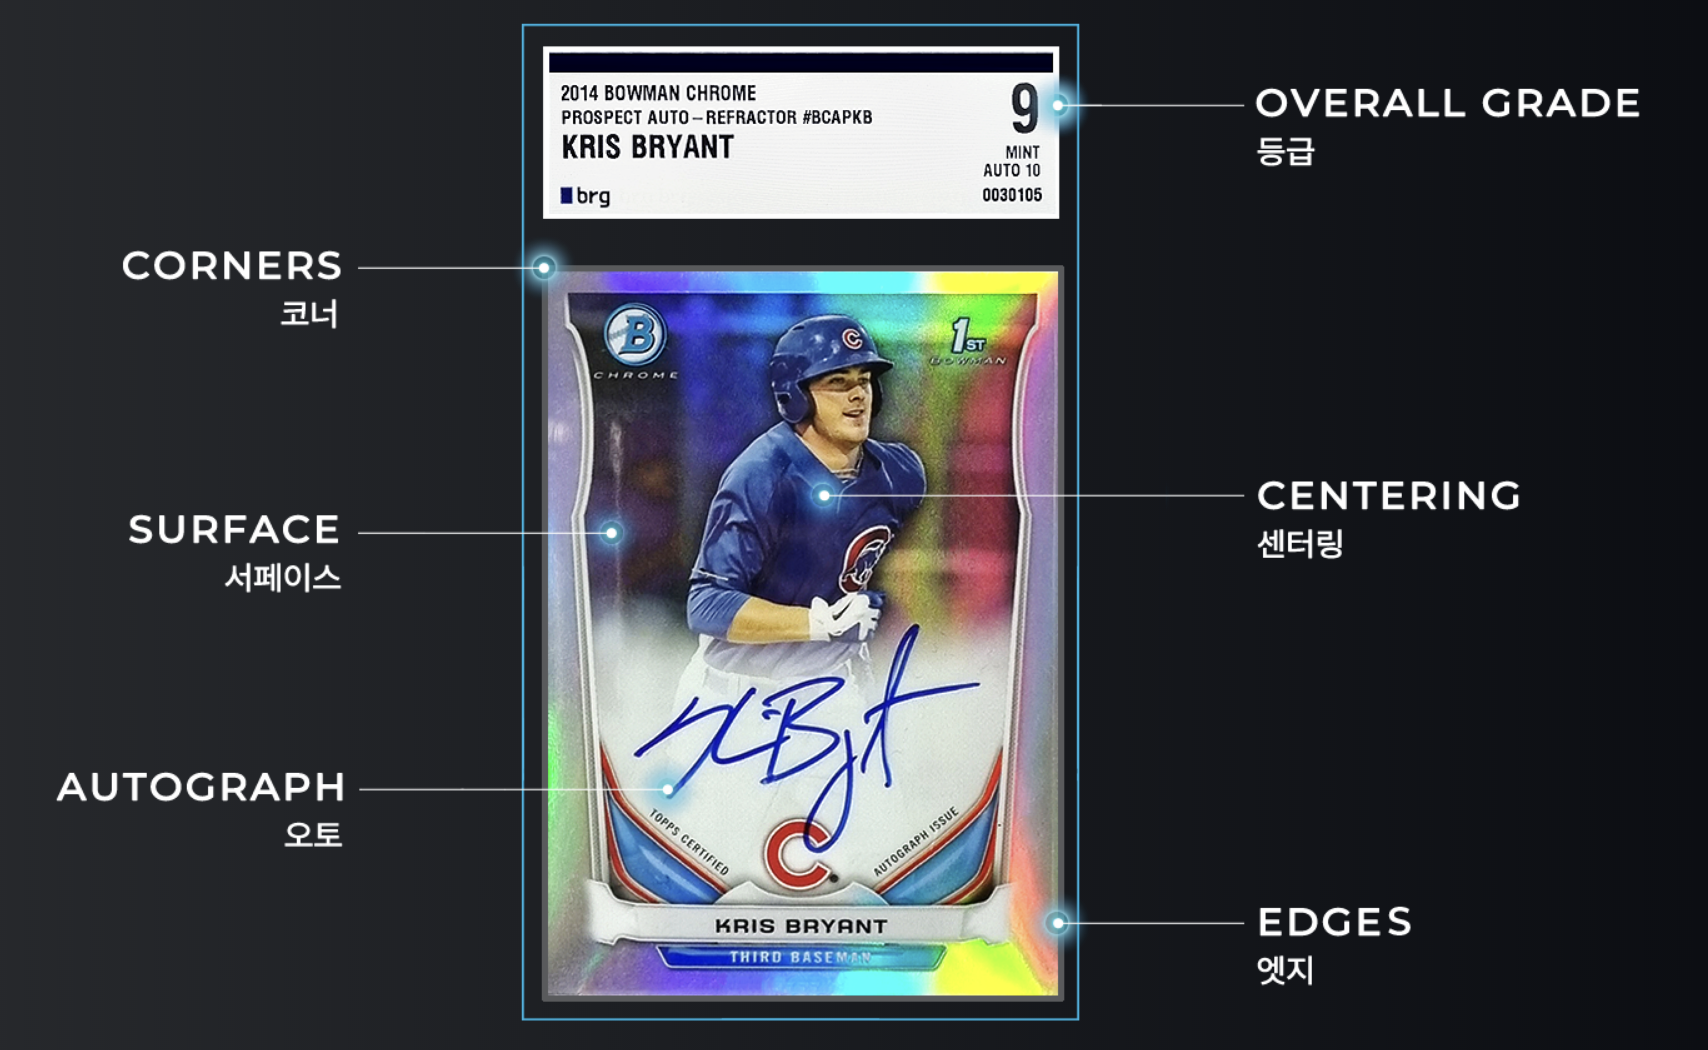 2014 BOWMAN CHROME
PROSPECT AUTO–REFRACTOR #BCAPKB
KRIS BRYANT
brg
9
MINT
AUTO 10
0030105
OVERALL GRADE
등급
CORNERS
코너
B
CHROME
1ST
BOWMAN
C
CENTERING
센터링
SURFACE
서페이스
AUTOGRAPH
오토
TOPPS CERTIFIED
AUTOGRAPH ISSUE
C
KRIS BRYANT
THIRD BASEMAN
EDGES
엣지